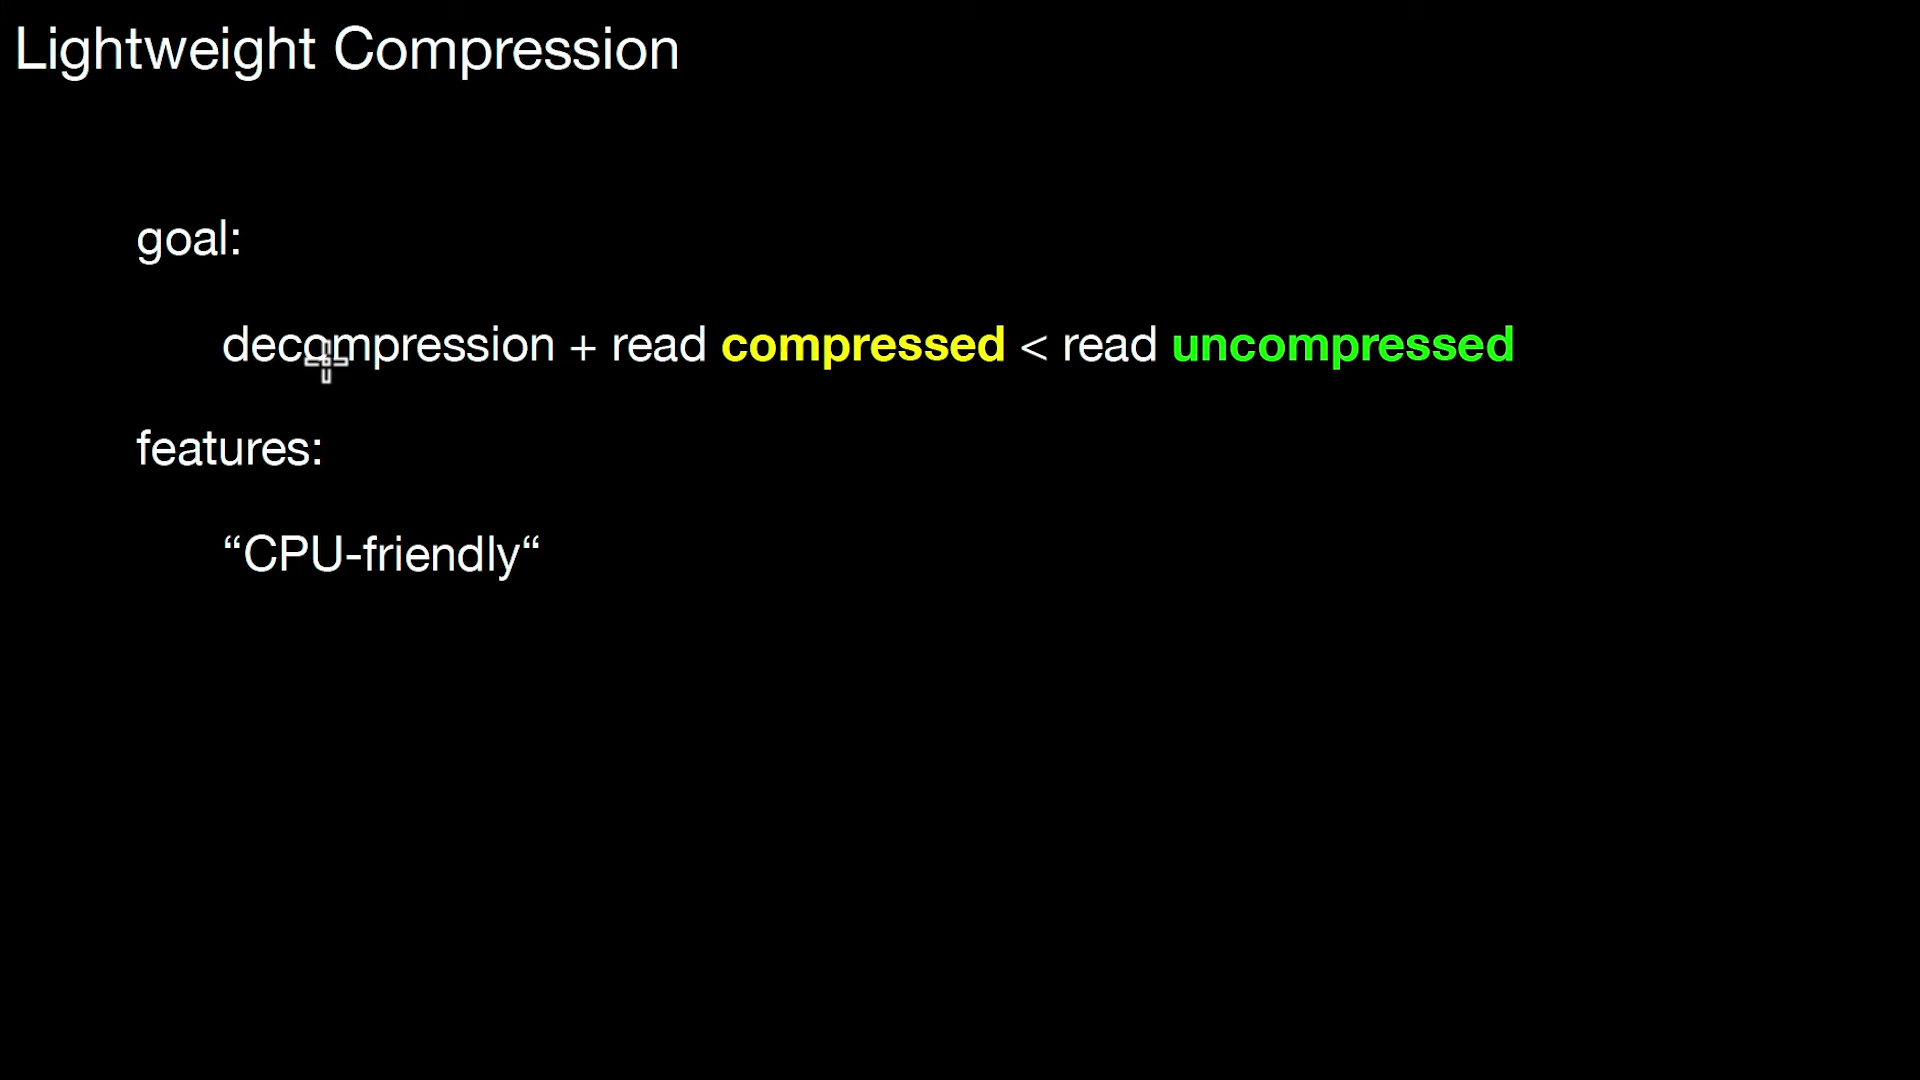 Lightweight Compression
goal:
decompression + read compressed < read uncompressed
features:
“CPU-friendly“